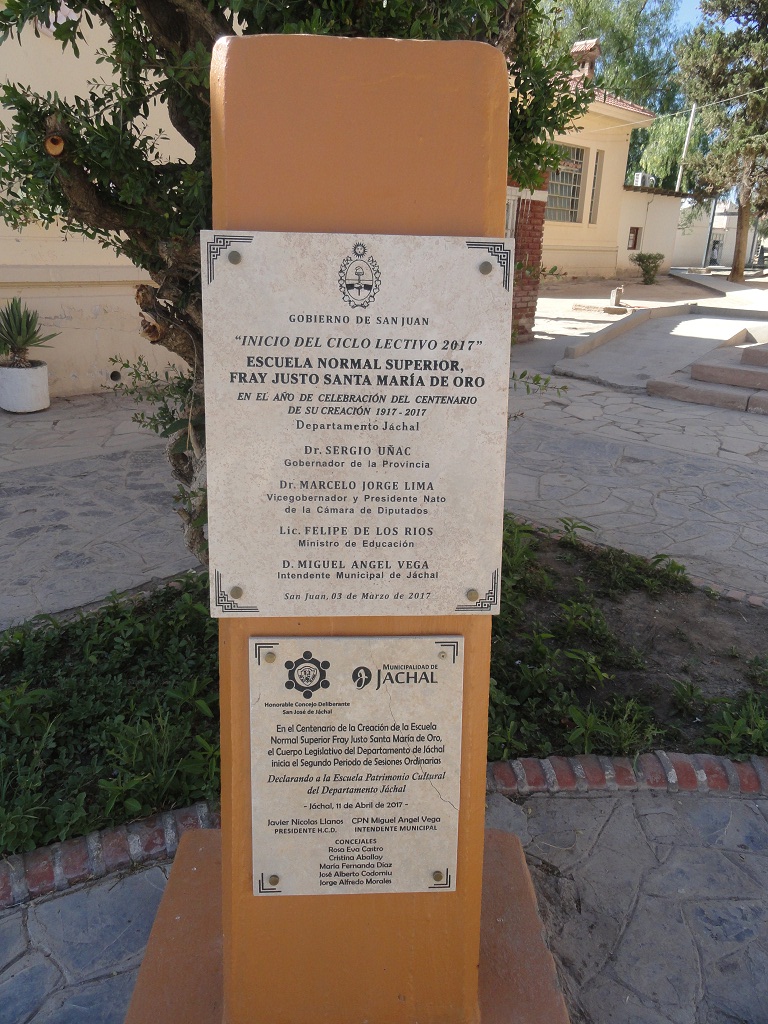 GOBIERNO DE SAN JUAN
"INICIO DEL CICLO LECTIVO 2017"
ESCUELA NORMAL SUPERIOR,
FRAY JUSTO SANTA MARÍA DE ORO
EN EL AÑO DE CELEBRACIÓN DEL CENTENARIO
DE SU CREACIÓN 1917 - 2017
Departamento Jáchal
Dr. SERGIO UÑAC
Gobernador de la Provincia
Dr. MARCELO JORGE LIMA
Vicegobernador y Presidente Nato
de la Cámara de Diputados
Lic. FELIPE DE LOS RIOS
Ministro de Educación
D. MIGUEL ANGEL VEGA
Intendente Municipal de Jáchal
San Juan, 03 de Marzo de 2017
Honorable Concejo Deliberante
San José de Jáchal
MUNICIPALIDAD DE
JACHAL
En el Centenario de la Creación de la Escuela
Normal Superior Fray Justo Santa María de Oro,
el Cuerpo Legislativo del Departamento de Jáchal
inicia el Segundo Periodo de Sesiones Ordinarias
Declarando a la Escuela Patrimonio Cultural
del Departamento Jáchal
- Jáchal, 11 de Abril de 2017 -
Javier Nicolas Llanos CPN Miguel Angel Vega
PRESIDENTE H.C.D. INTENDENTE MUNICIPAL
CONCEJALES
Rosa Eva Castro
Cristina Aballay
María Fernanda Díaz
José Alberto Codorniu
Jorge Alfredo Morales